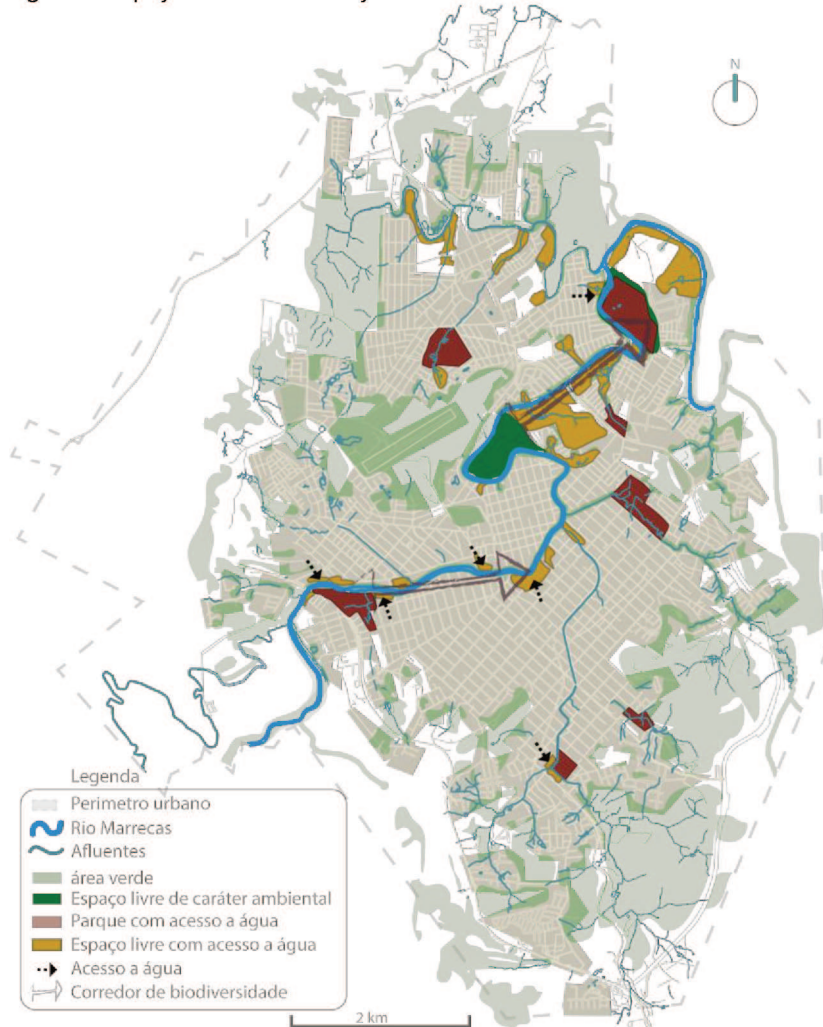 N
Legenda
Perimetro urbano
Rio Marrecas
Afluentes
área verde
Espaço livre de caráter ambiental
Parque com acesso a água
Espaço livre com acesso a água
Acesso a água
Corredor de biodiversidade
2 km